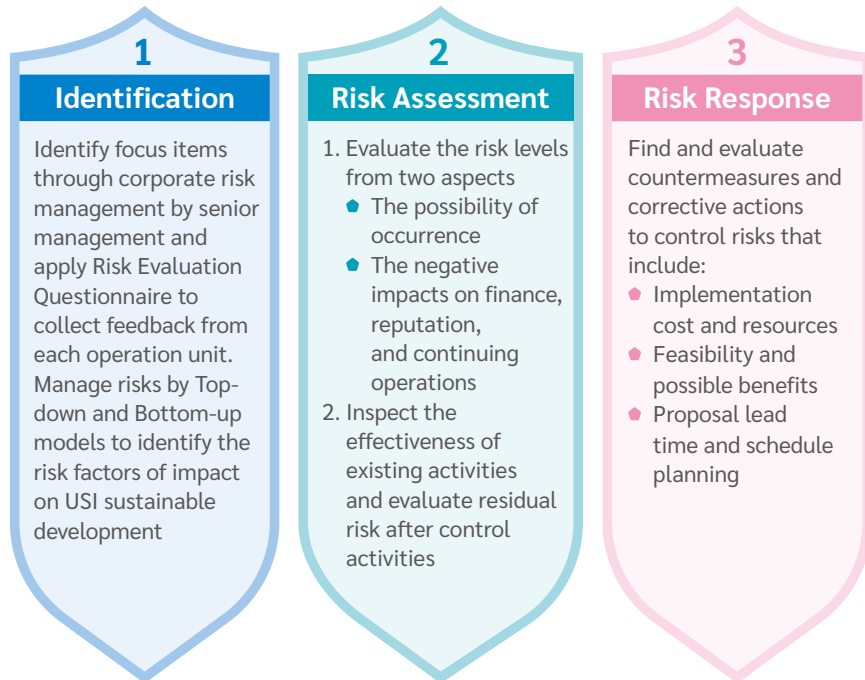 1
Identification
Identify focus items
through corporate risk
management by senior
management and
apply Risk Evaluation
Questionnaire to
collect feedback from
each operation unit.
Manage risks by Top-
down and Bottom-up
models to identify the
risk factors of impact
on USI sustainable
development
2
Risk Assessment
1. Evaluate the risk levels
from two aspects
The possibility of
occurrence
The negative
impacts on finance,
reputation,
and continuing
operations
2. Inspect the
effectiveness of
existing activities
and evaluate residual
risk after control
activities
3
Risk Response
Find and evaluate
countermeasures and
corrective actions
to control risks that
include:
Implementation
cost and resources
Feasibility and
possible benefits
Proposal lead
time and schedule
planning